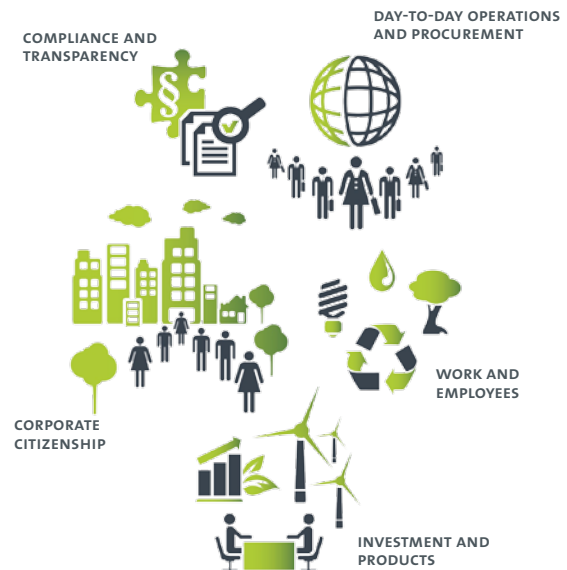 COMPLIANCE AND
TRANSPARENCY
DAY-TO-DAY OPERATIONS
AND PROCUREMENT
§
WORK AND
EMPLOYEES
CORPORATE
CITIZENSHIP
INVESTMENT AND
PRODUCTS